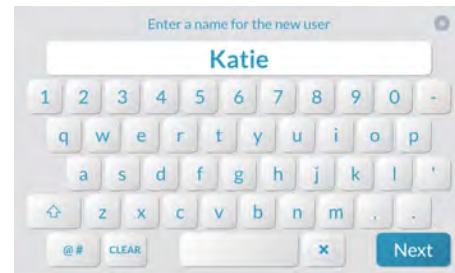 Enter a name for the new user
Katie
1 2 3 4 5 6 7 8 9 0 -
q w e r t y u i o p
a s d f g h j k l '
z x c v b n m , .
@ # CLEAR × Next